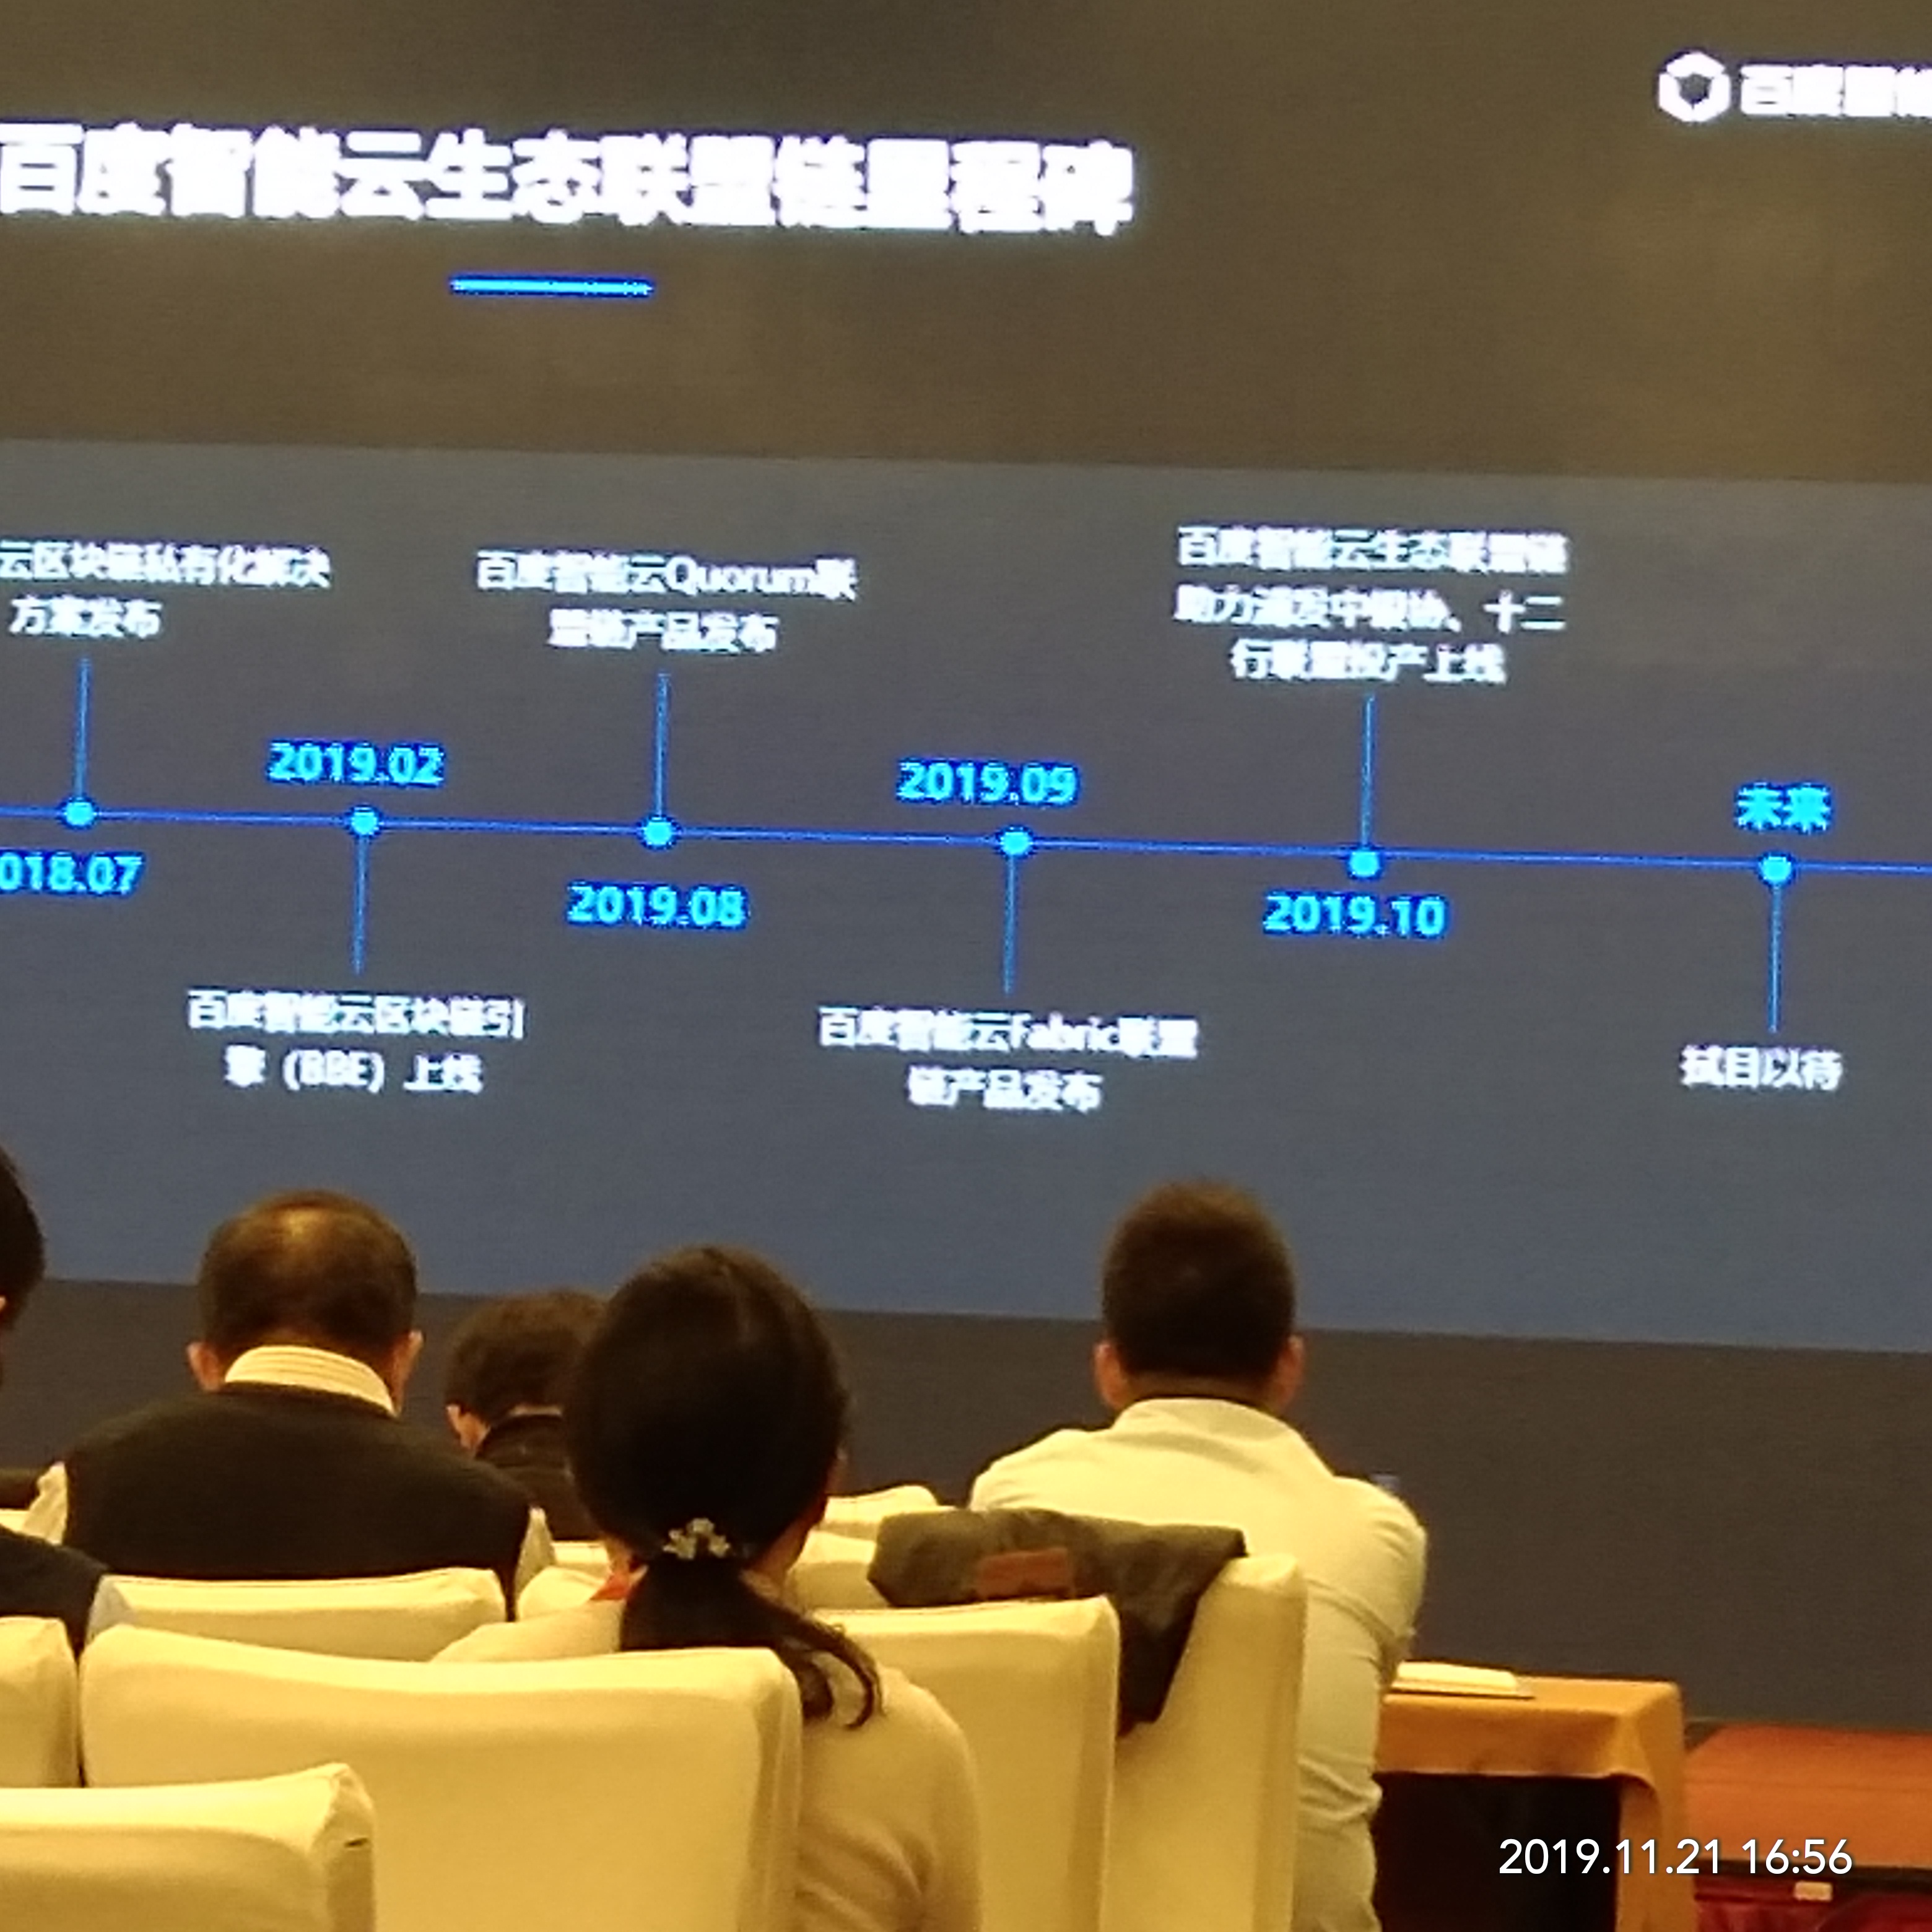 百度智能
百度智能云生态联盟链里程碑
云区块链私有化解决
方案发布
百度智能云Quorum联
盟链产品发布
百度智能云生态联盟链
助力浦发中银协、十二
行联盟投产上线
2019.02
2019.09
未来
018.07
2019.08
2019.10
百度智能云区块链引
擎（BBE）上线
百度智能云Fabric联盟
链产品发布
拭目以待
2019.11.21 16:56